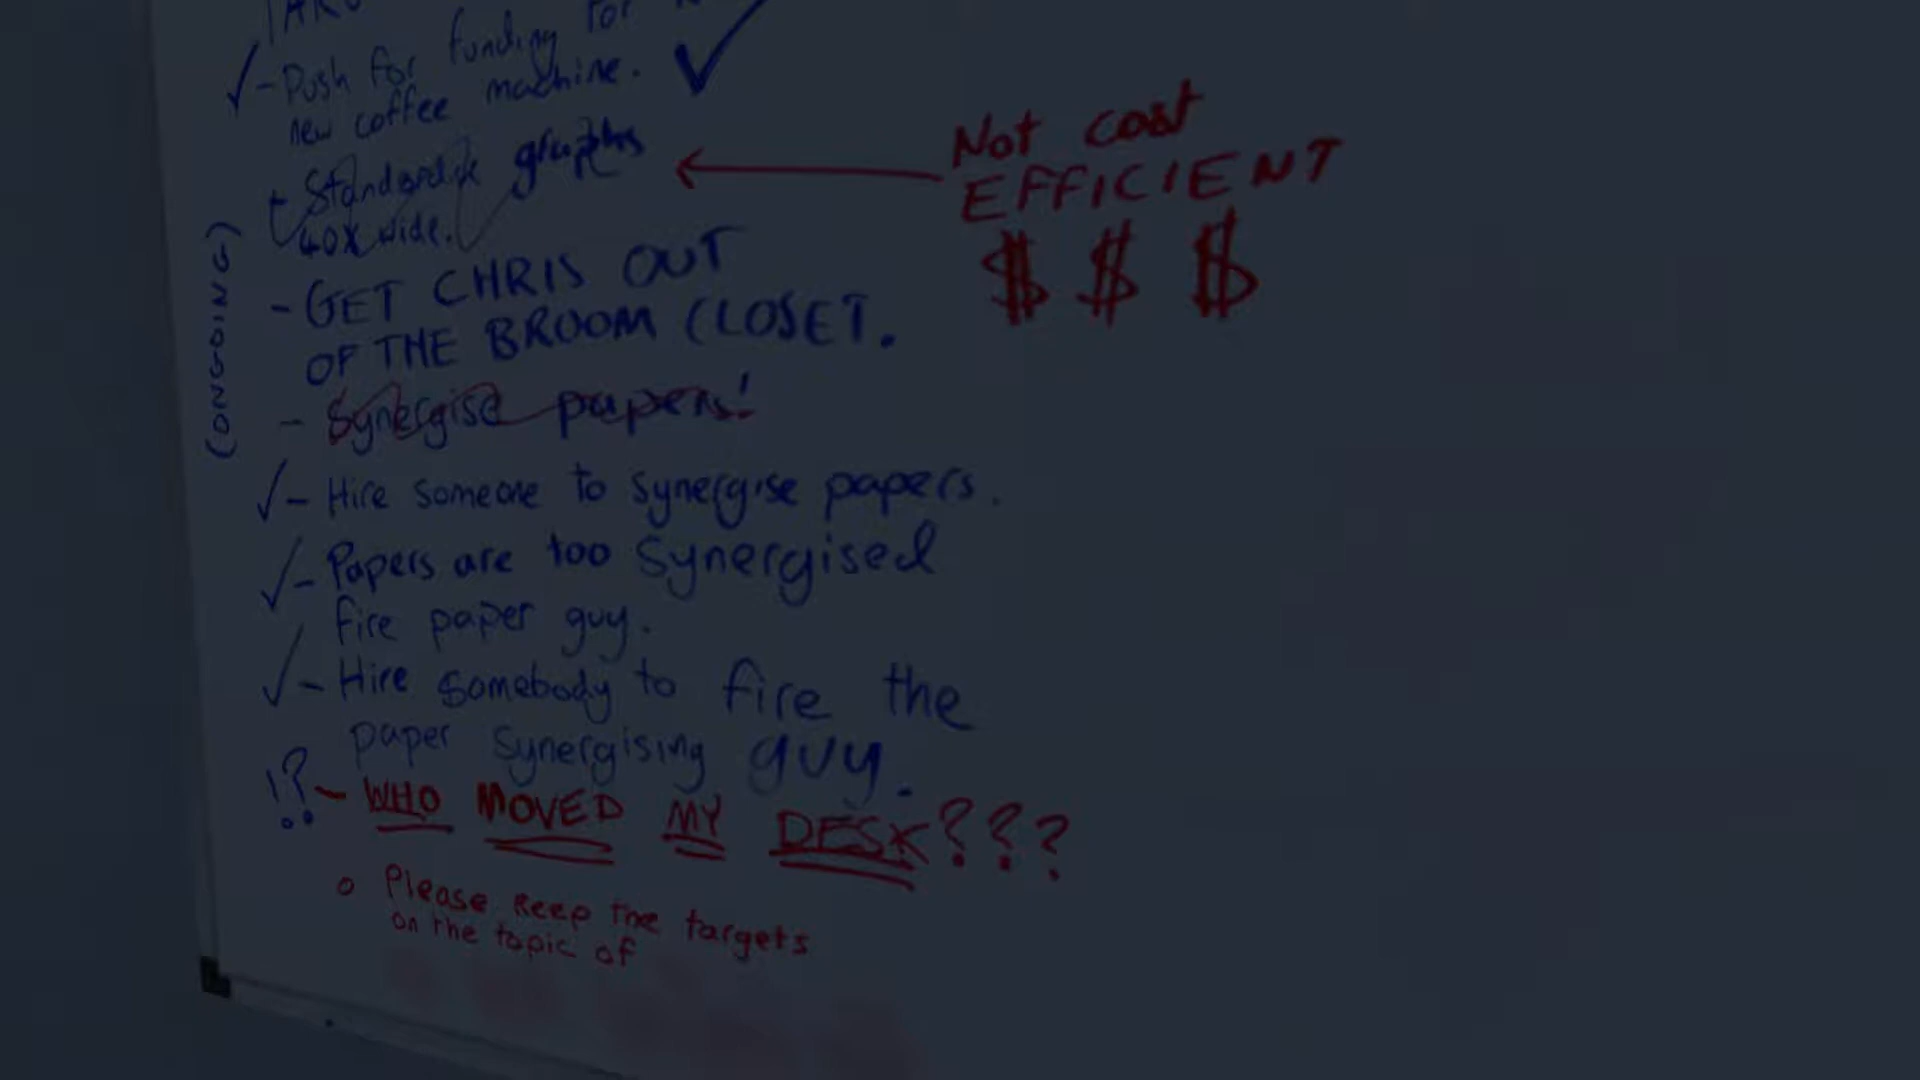 - Push for funding for
new coffee machine.
- Standardise graphs
40x wide.
Not cost
EFFICIENT
$ $ $
(ONGOING)
- GET CHRIS OUT
OF THE BROOM CLOSET.
- Synergise papers!
- Hire someone to synergise papers.
- Papers are too synergised
fire paper guy.
- Hire somebody to fire the
paper synergising guy.
!? - WHO MOVED MY DESK???
o Please keep the targets
on the topic of